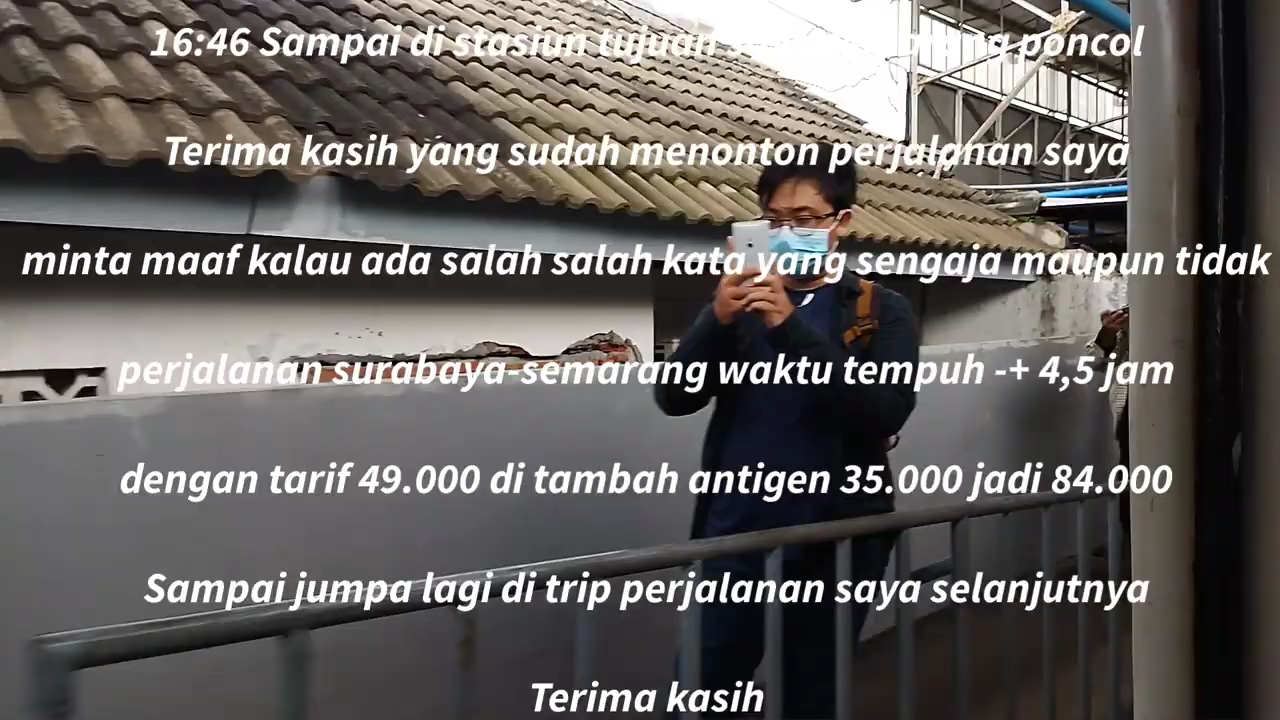 16:46 Sampai di stasiun tujuan poncol
Terima kasih yang sudah menonton perjalanan saya
minta maaf kalau ada salah salah kata yang sengaja maupun tidak
perjalanan surabaya-semarang waktu tempuh -+ 4,5 jam
dengan tarif 49.000 di tambah antigen 35.000 jadi 84.000
Sampai jumpa lagi di trip perjalanan saya selanjutnya
Terima kasih